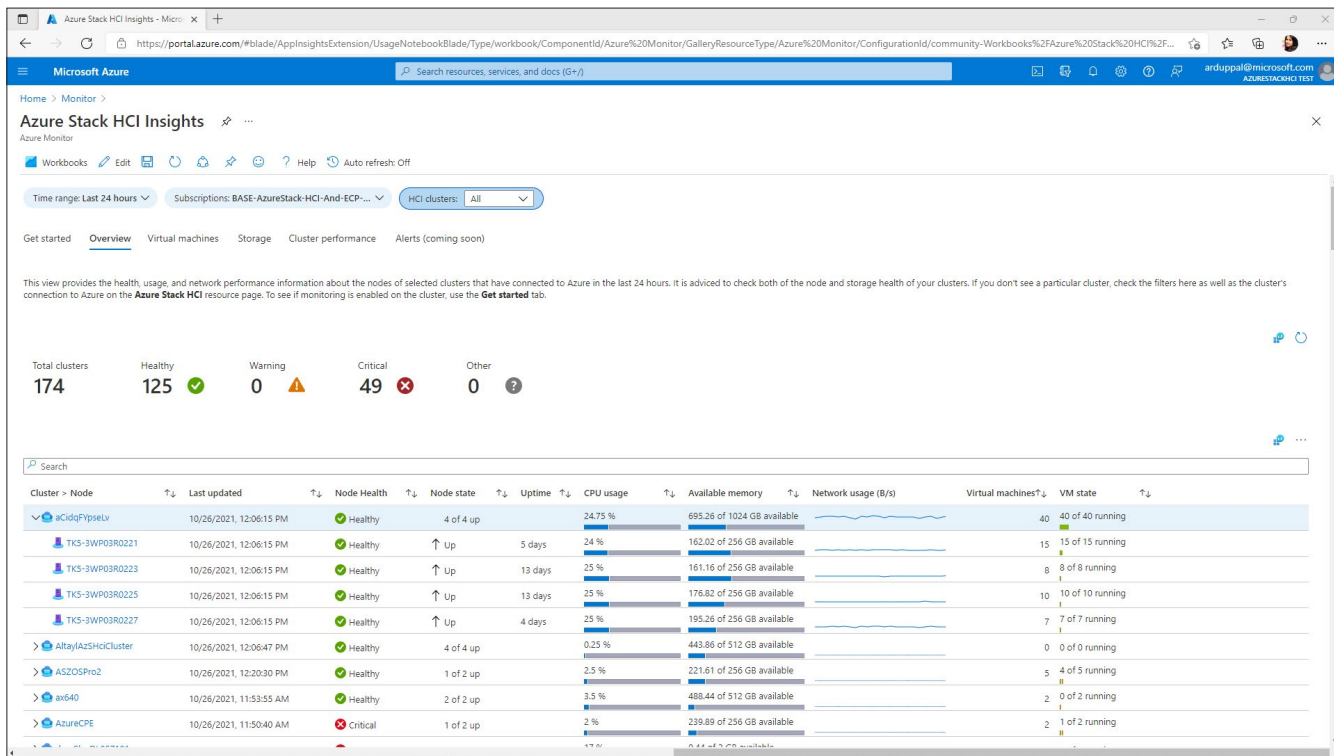 Azure Stack HCI Insights - Micro
https://portal.azure.com/#blade/AppInsightsExtension/UsageNotebookBlade/Type/workbook/ComponentId/Azure%20Monitor/GalleryResourceType/Azure%20Monitor/ConfigurationId/community-Workbooks%2FAzure%20Stack%20HCI%2F...
Microsoft Azure
Search resources, services, and docs (G+/)
arduppal@microsoft.com
AZURESTACKHCI TEST
Home > Monitor >
Azure Stack HCI Insights
Azure Monitor
Workbooks Edit ? Help Auto refresh: Off
Time range: Last 24 hours Subscriptions: BASE-AzureStack-HCI-And-ECP-... HCI clusters: All
Get started Overview Virtual machines Storage Cluster performance Alerts (coming soon)
This view provides the health, usage, and network performance information about the nodes of selected clusters that have connected to Azure in the last 24 hours. It is adviced to check both of the node and storage health of your clusters. If you don't see a particular cluster, check the filters here as well as the cluster's
connection to Azure on the Azure Stack HCI resource page. To see if monitoring is enabled on the cluster, use the Get started tab.
Total clusters Healthy Warning Critical Other
174 125 0 49 0
Search
Cluster > Node Last updated Node Health Node state Uptime CPU usage Available memory Network usage (B/s) Virtual machines VM state
aCidqFYpseLv 10/26/2021, 12:06:15 PM Healthy 4 of 4 up 24.75 % 695.26 of 1024 GB available 40 40 of 40 running
TK5-3WP03R0221 10/26/2021, 12:06:15 PM Healthy Up 5 days 24 % 162.02 of 256 GB available 15 15 of 15 running
TK5-3WP03R0223 10/26/2021, 12:06:15 PM Healthy Up 13 days 25 % 161.16 of 256 GB available 8 8 of 8 running
TK5-3WP03R0225 10/26/2021, 12:06:15 PM Healthy Up 13 days 25 % 176.82 of 256 GB available 10 10 of 10 running
TK5-3WP03R0227 10/26/2021, 12:06:15 PM Healthy Up 4 days 25 % 195.26 of 256 GB available 7 7 of 7 running
AltaylAzSHciCluster 10/26/2021, 12:06:47 PM Healthy 4 of 4 up 0.25 % 443.86 of 512 GB available 0 0 of 0 running
ASZOSPro2 10/26/2021, 12:20:30 PM Healthy 1 of 2 up 2.5 % 221.61 of 256 GB available 5 4 of 5 running
ax640 10/26/2021, 11:53:55 AM Healthy 2 of 2 up 3.5 % 488.44 of 512 GB available 2 0 of 2 running
AzureCPE 10/26/2021, 11:50:40 AM Critical 1 of 2 up 2 % 239.89 of 256 GB available 2 1 of 2 running